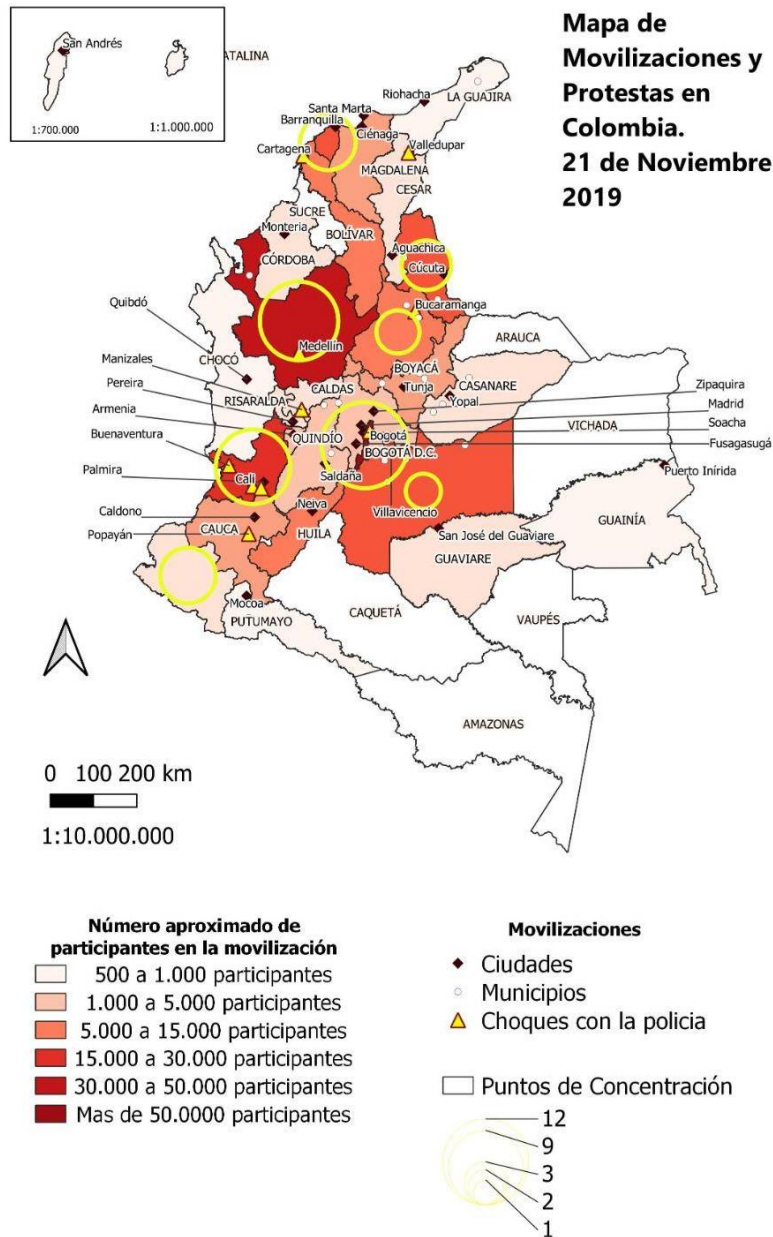 Mapa de
Movilizaciones y
Protestas en
Colombia.
21 de Noviembre
2019
San Andrés
ATALINA
1:700.000
1:1.000.000
Riohacha
LA GUAJIRA
Santa Marta
Barranquilla
Ciénaga
Cartagena
Valledupar
MAGDALENA
CESAR
SUCRE
Monteria
BOLÍVAR
Aguachica
CÓRDOBA
Cúcuta
Quibdó
Bucaramanga
ARAUCA
Manizales
Medellín
CHOCÓ
BOYACÁ
Pereira
CALDAS
Tunja
CASANARE
Zipaquira
RISARALDA
Yopal
Madrid
Armenia
VICHADA
Soacha
Buenaventura
QUINDÍO
Bogotá
Fusagasugá
BOGOTÁ D.C.
Palmira
Cali
Saldaña
Puerto Inírida
Caldono
Neiva
Villavicencio
GUAINÍA
Popayán
CAUCA
HUILA
San José del Guaviare
GUAVIARE
Mocoa
CAQUETÁ
VAUPÉS
PUTUMAYO
AMAZONAS
0 100 200 km
1:10.000.000
Número aproximado de
participantes en la movilización
500 a 1.000 participantes
1.000 a 5.000 participantes
5.000 a 15.000 participantes
15.000 a 30.000 participantes
30.000 a 50.000 participantes
Mas de 50.0000 participantes
Movilizaciones
Ciudades
Municipios
Choques con la policia
Puntos de Concentración
12
9
3
2
1